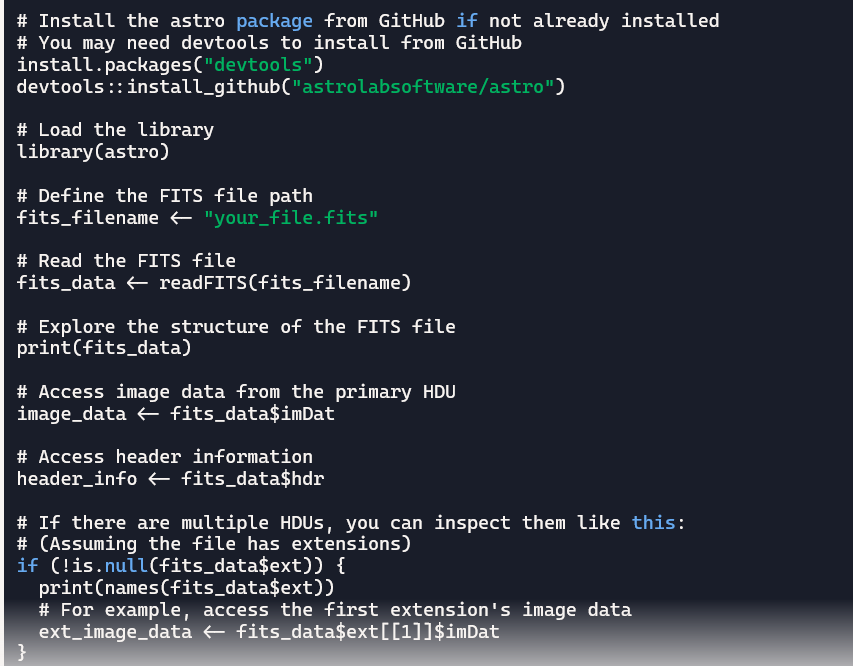 # Install the astro package from GitHub if not already installed
# You may need devtools to install from GitHub
install.packages("devtools")
devtools::install_github("astrolabsoftware/astro")

# Load the library
library(astro)

# Define the FITS file path
fits_filename <- "your_file.fits"

# Read the FITS file
fits_data <- readFITS(fits_filename)

# Explore the structure of the FITS file
print(fits_data)

# Access image data from the primary HDU
image_data <- fits_data$imDat

# Access header information
header_info <- fits_data$hdr

# If there are multiple HDUs, you can inspect them like this:
# (Assuming the file has extensions)
if (!is.null(fits_data$ext)) {
  print(names(fits_data$ext))
  # For example, access the first extension's image data
  ext_image_data <- fits_data$ext[[1]]$imDat
}